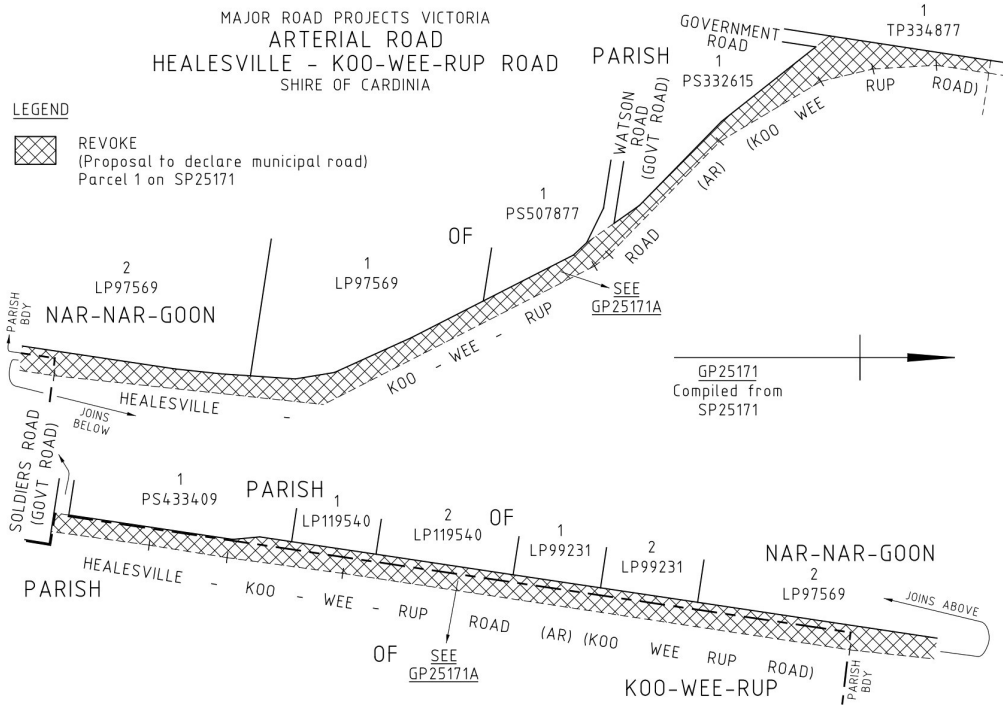 MAJOR ROAD PROJECTS VICTORIA
ARTERIAL ROAD
HEALESVILLE - KOO-WEE-RUP ROAD
SHIRE OF CARDINIA
LEGEND
REVOKE
(Proposal to declare municipal road)
Parcel 1 on SP25171
GOVERNMENT
ROAD
1
TP334877
PARISH
1
PS332615
WATSON
ROAD
(GOVT ROAD)
(AR) (KOO WEE RUP ROAD)
1
PS507877
OF
ROAD
2
LP97569
1
LP97569
SEE
GP25171A
NAR-NAR-GOON
PARISH
BDY
HEALESVILLE - KOO - WEE - RUP
JOINS
BELOW
GP25171
Compiled from
SP25171
SOLDIERS ROAD
(GOVT ROAD)
1
PS433409
PARISH
1
LP119540
2
LP119540
OF
1
LP99231
2
LP99231
NAR-NAR-GOON
2
LP97569
JOINS ABOVE
PARISH
HEALESVILLE - KOO - WEE - RUP ROAD (AR) (KOO WEE RUP ROAD)
OF
SEE
GP25171A
KOO-WEE-RUP
PARISH
BDY